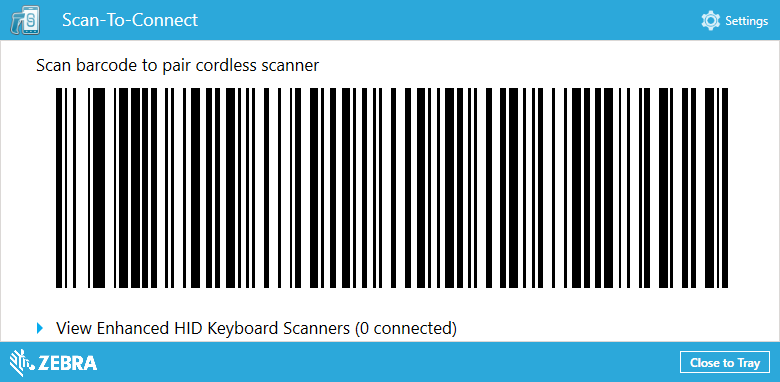 Scan-To-Connect
Settings
Scan barcode to pair cordless scanner
View Enhanced HID Keyboard Scanners (0 connected)
ZEBRA
Close to Tray